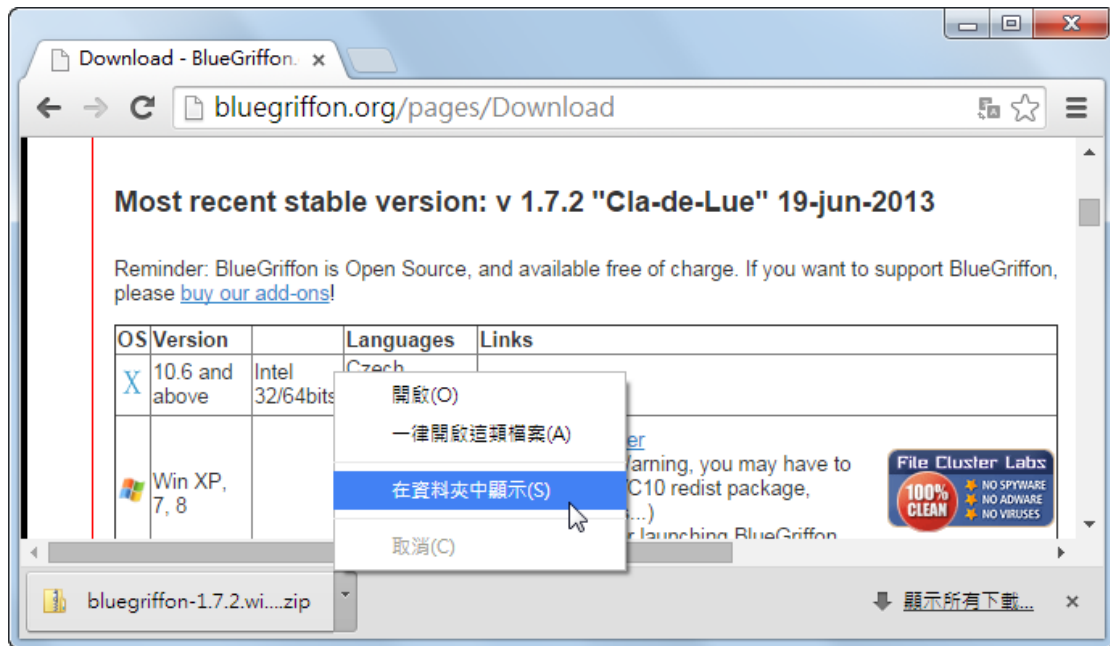 Download - BlueGriffon.
bluegriffon.org/pages/Download
Most recent stable version: v 1.7.2 "Cla-de-Lue" 19-jun-2013
Reminder: BlueGriffon is Open Source, and available free of charge. If you want to support BlueGriffon,
please buy our add-ons!
OS Version Languages Links
X 10.6 and above Intel 32/64bits Czech
開啟(O)
一律開啟這類檔案(A)
在資料夾中顯示(S)
取消(C)
Win XP,
7, 8
er
arning, you may have to
C10 redist package,
...)
launching BlueGriffon
File Cluster Labs
100%
CLEAN
NO SPYWARE
NO ADWARE
NO VIRUSES
bluegriffon-1.7.2.wi....zip
顯示所有下載...